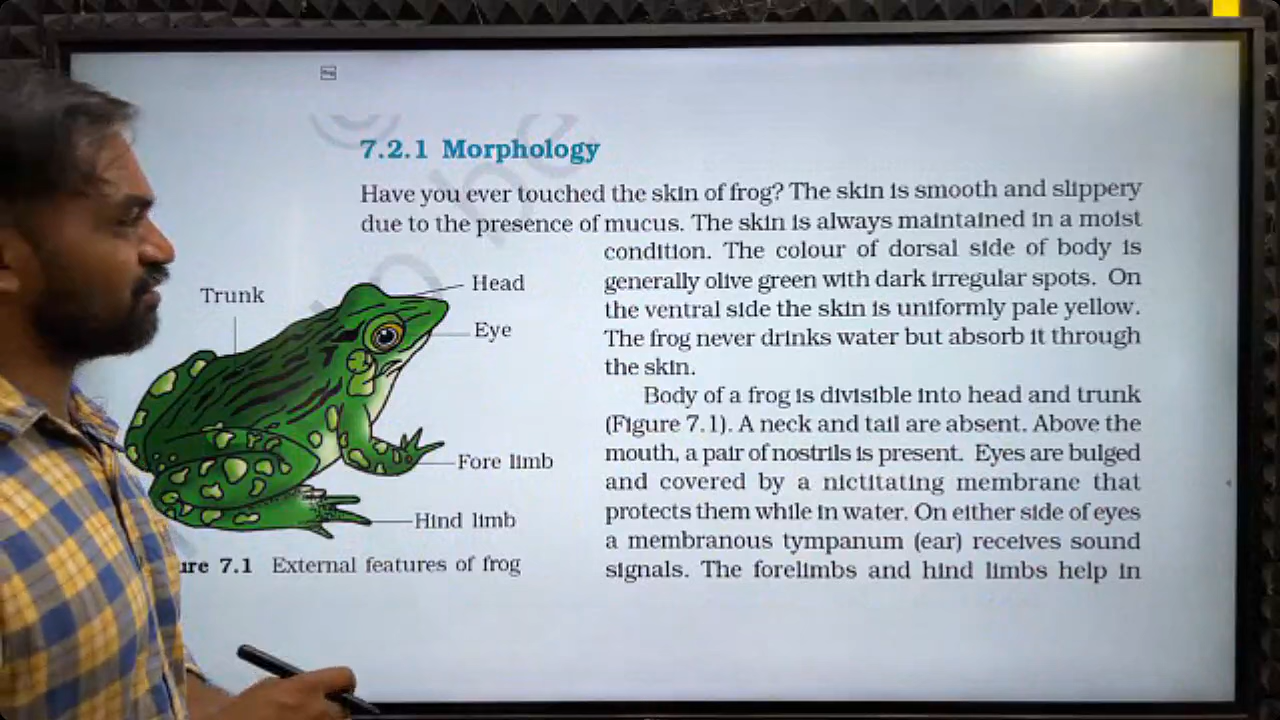 7.2.1 Morphology
Have you ever touched the skin of frog? The skin is smooth and slippery
due to the presence of mucus. The skin is always maintained in a moist
condition. The colour of dorsal side of body is
generally olive green with dark irregular spots. On
the ventral side the skin is uniformly pale yellow.
The frog never drinks water but absorb it through
the skin.
Body of a frog is divisible into head and trunk
(Figure 7.1). A neck and tail are absent. Above the
mouth, a pair of nostrils is present. Eyes are bulged
and covered by a nictitating membrane that
protects them while in water. On either side of eyes
a membranous tympanum (ear) receives sound
signals. The forelimbs and hind limbs help in
Trunk
Head
Eye
Fore limb
Hind limb
ure 7.1 External features of frog